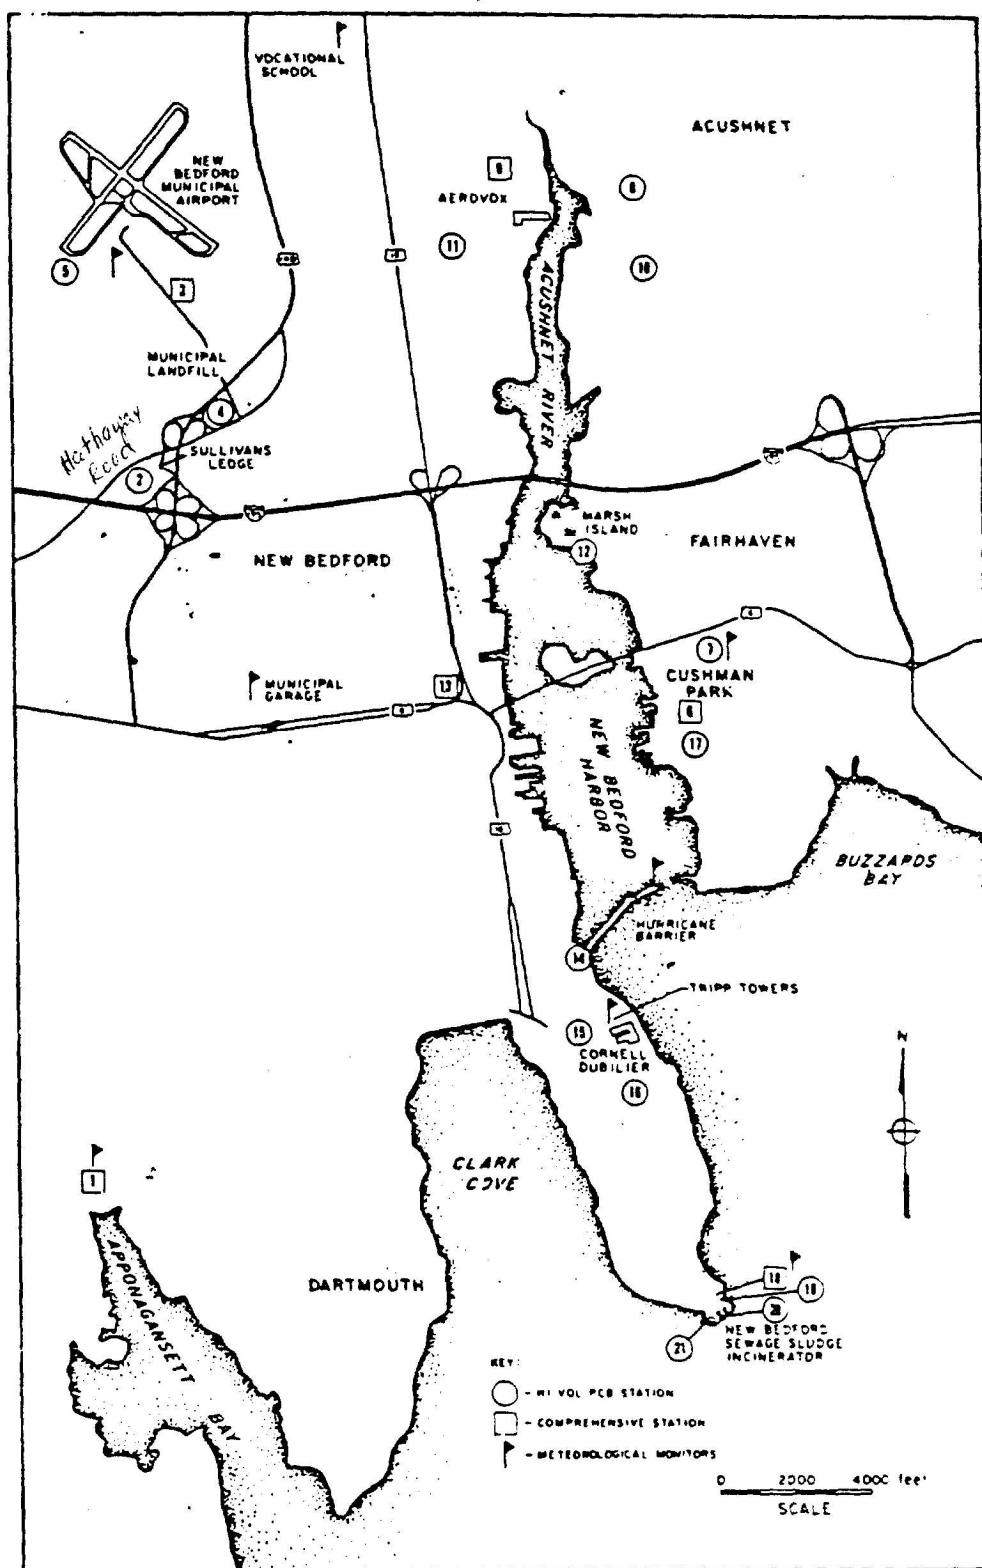 VOCATIONAL
SCHOOL
ACUSHNET
NEW
BEDFORD
MUNICIPAL
AIRPORT
9
8
AEROVOX
11
10
5
3
ACUSHNET RIVER
MUNICIPAL
LANDFILL
4
Hathaway
Road
SULLIVANS
LEDGE
2
MARSH
ISLAND
12
NEW BEDFORD
FAIRHAVEN
6
7
CUSHMAN
PARK
MUNICIPAL
GARAGE
13
6
6
17
NEW BEDFORD
HARBOR
BUZZARDS
BAY
HURRICANE
BARRIER
14
TRIPP TOWERS
15
CORNELL
DUBILIER
16
N
1
CLARK
COVE
APPONAGANSETT
BAY
DARTMOUTH
18
19
20
21
NEW BEDFORD
SEWAGE SLUDGE
INCINERATOR
KEY:
- HI VOL PCB STATION
- COMPREHENSIVE STATION
- METEOROLOGICAL MONITORS
0 2000 4000 feet
SCALE